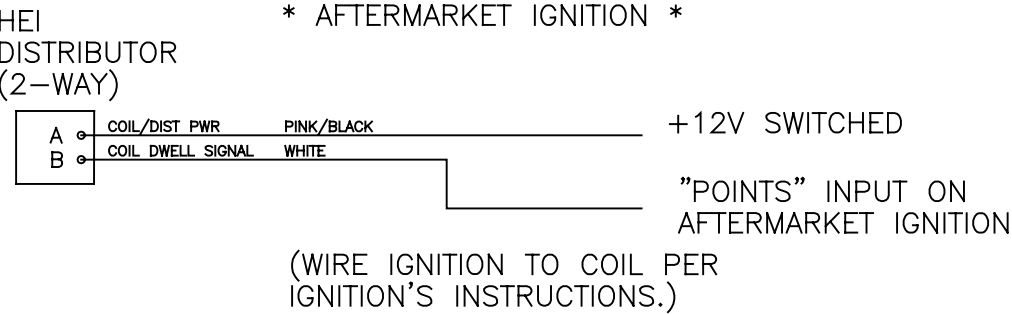 * AFTERMARKET IGNITION *
HEI
DISTRIBUTOR
(2-WAY)
A COIL/DIST PWR PINK/BLACK +12V SWITCHED
B COIL DWELL SIGNAL WHITE
"POINTS" INPUT ON
AFTERMARKET IGNITION
(WIRE IGNITION TO COIL PER
IGNITION'S INSTRUCTIONS.)